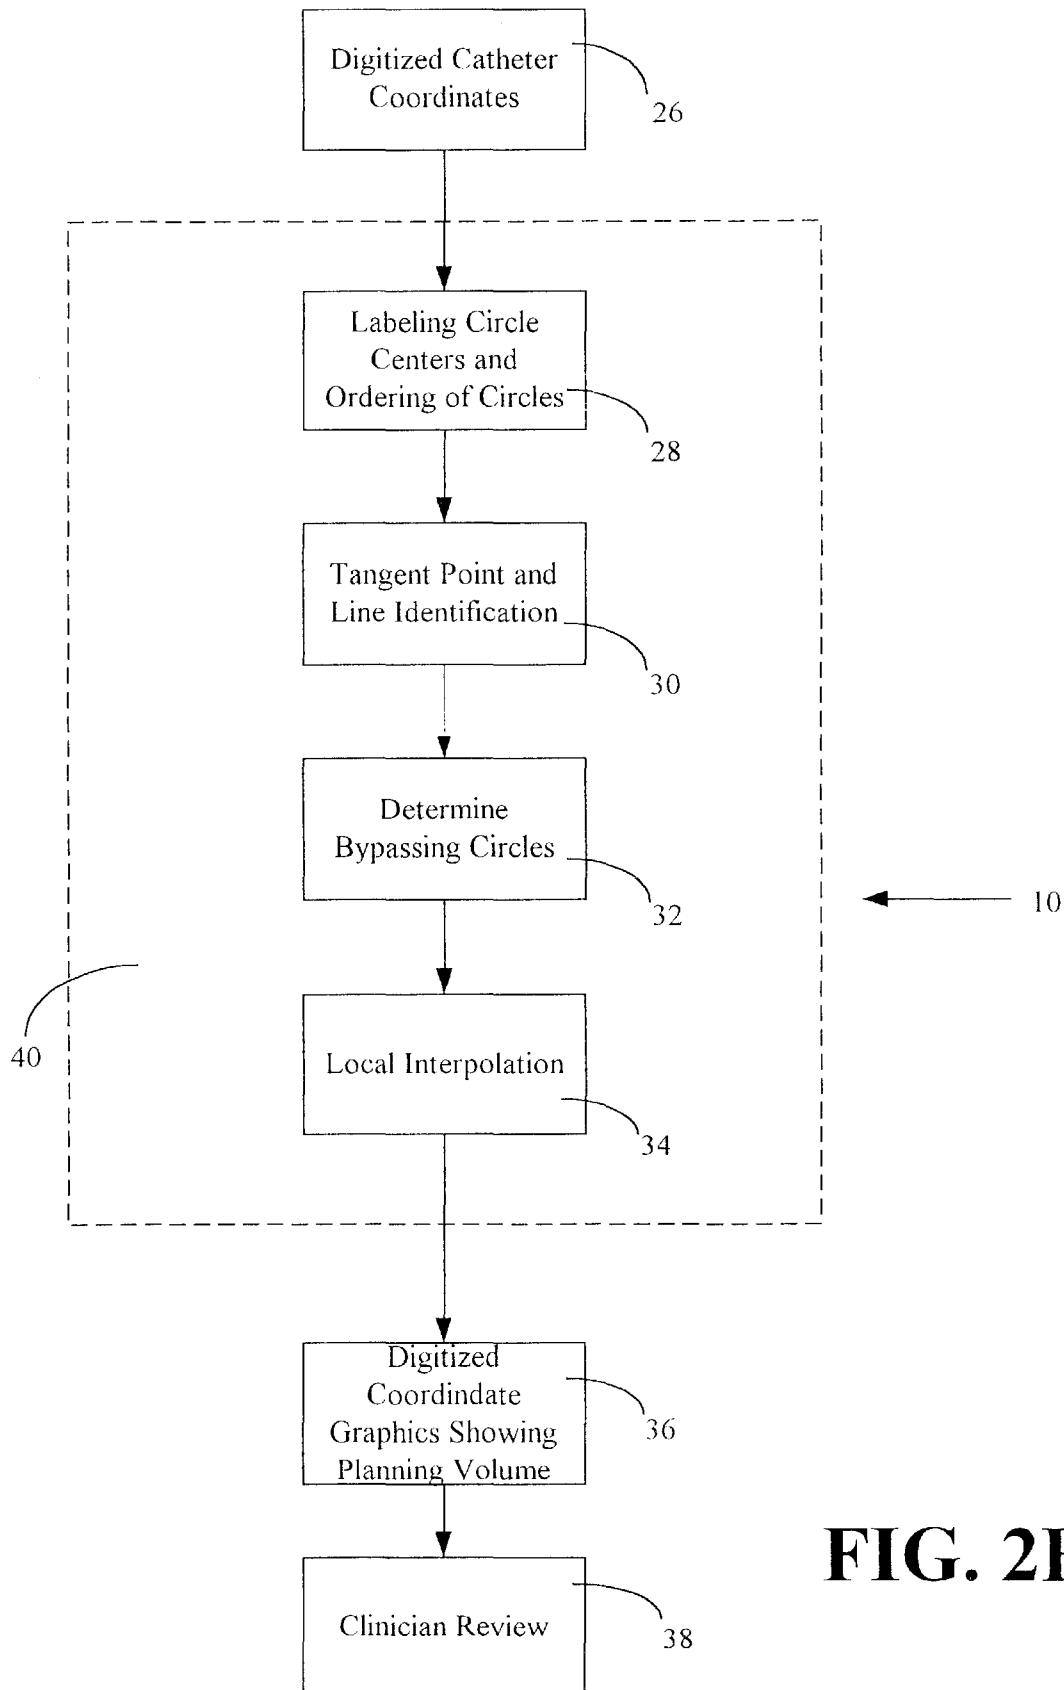 Digitized Catheter
Coordinates
26
Labeling Circle
Centers and
Ordering of Circles
28
Tangent Point and
Line Identification
30
Determine
Bypassing Circles
32
10
40
Local Interpolation
34
Digitized
Coordindate
Graphics Showing
Planning Volume
36
Clinician Review
38
FIG. 2